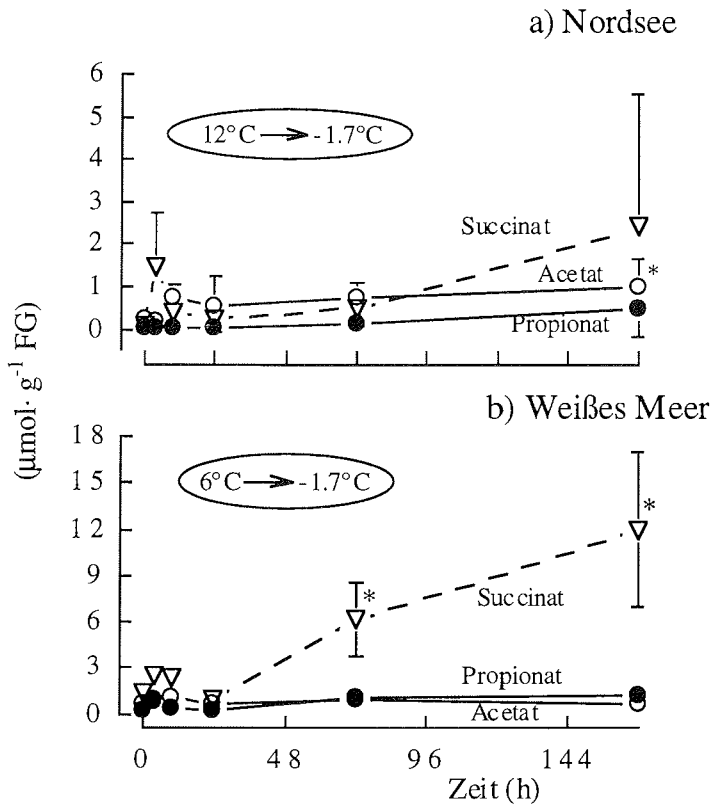 a) Nordsee
6
5
4
3
2
1
0
12°C → -1.7°C
Succinat
Acetat
*
Propionat
(µmol· g⁻¹ FG)
b) Weißes Meer
18
15
12
9
6
3
0
6°C → -1.7°C
*
*
Succinat
Propionat
Acetat
0 48 96 144
Zeit (h)